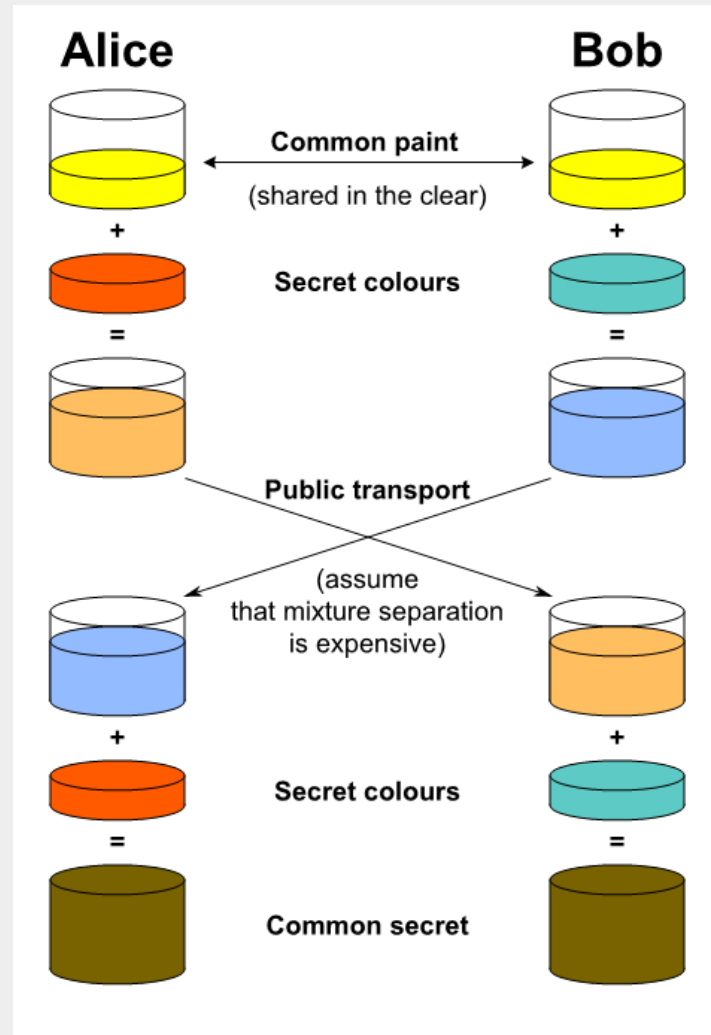 Alice
Bob
Common paint
(shared in the clear)
+
+
Secret colours
=
=
Public transport
(assume
that mixture separation
is expensive)
+
+
Secret colours
=
=
Common secret